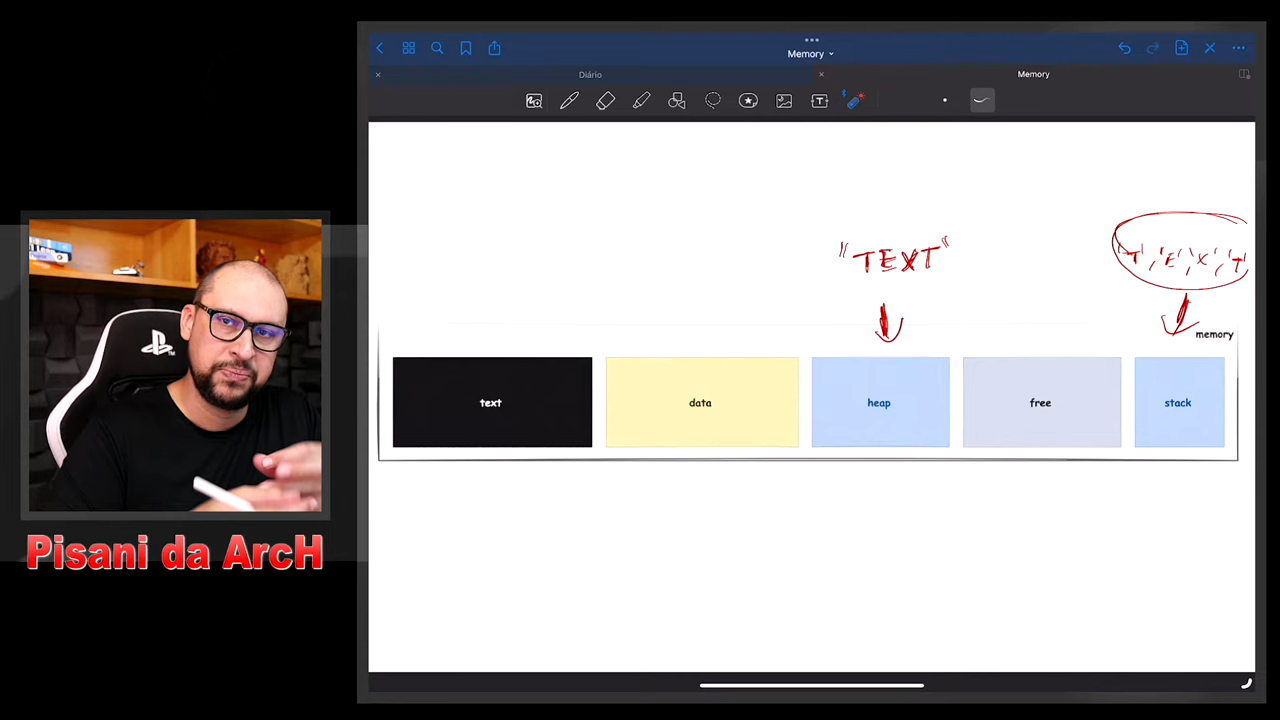 Memory
Diário
Memory
"TEXT"
'T','E','X','T'
memory
text
data
heap
free
stack
Pisani da ArcH